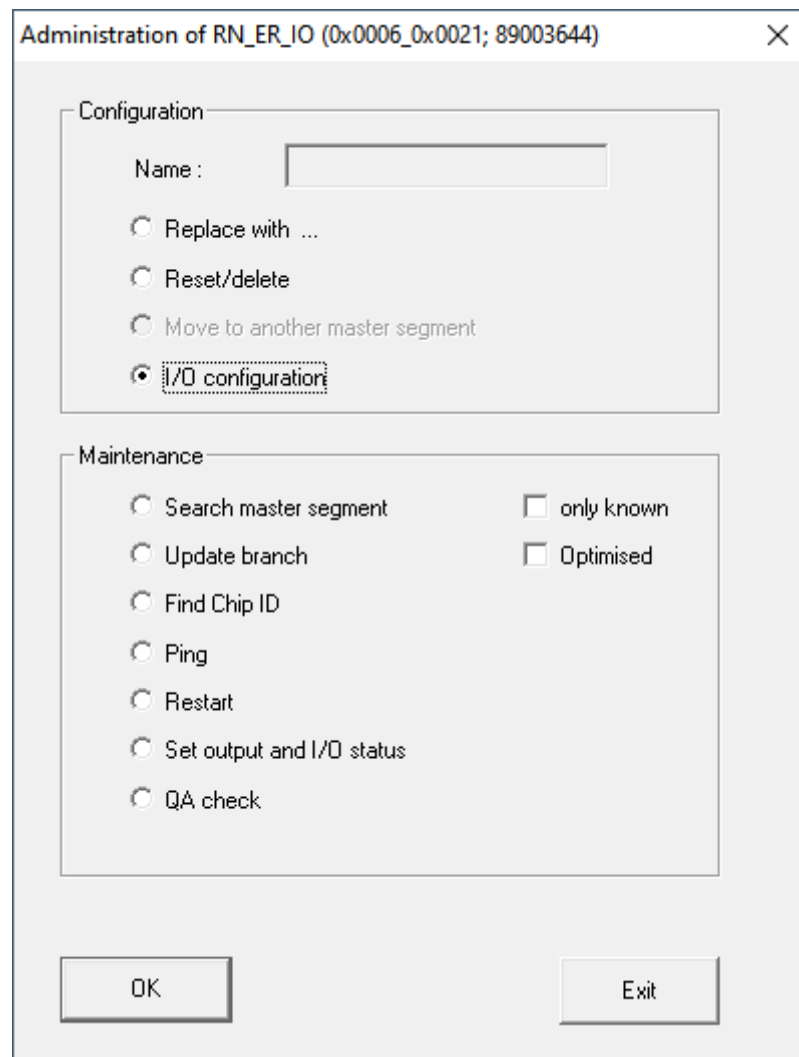 Administration of RN_ER_IO (0x0006_0x0021; 89003644)
Configuration
Name :
Replace with ...
Reset/delete
Move to another master segment
I/O configuration
Maintenance
Search master segment only known
Update branch Optimised
Find Chip ID
Ping
Restart
Set output and I/O status
QA check
OK Exit